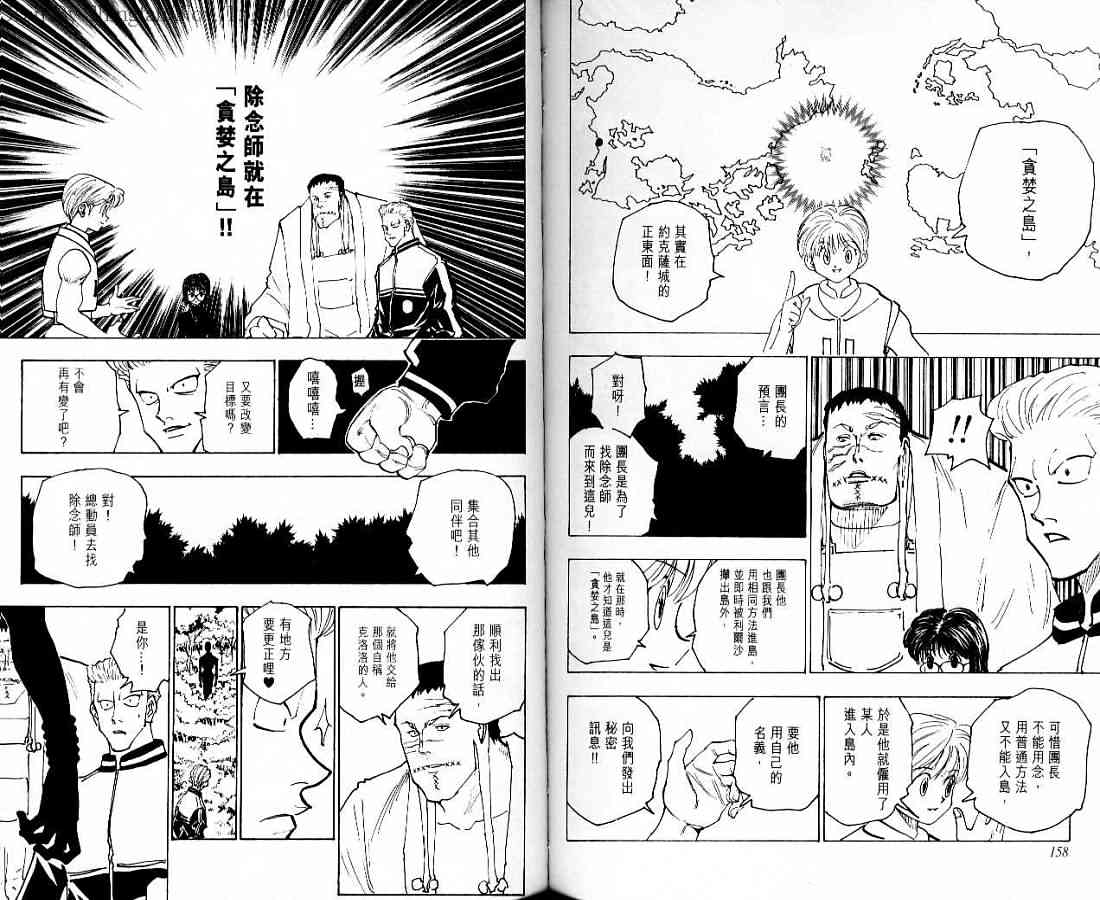 「貪婪之島」，
其實在
約克薩城的
正東面！
!!
團長的
預言…
對呀！
團長是為了
找除念師
而來到這兒！
團長他
也跟我們
用相同方法進島，
並即時被利爾沙
攆出島外，
就在那時，
他才知道這兒是
「貪婪之島」。
可惜團長
不能用念，
用普通方法
又不能入島，
於是他就僱用了
某人
進入島內。
要他
用自己的
名義，
向我們發出
秘密
訊息!!
158
除念師就在
「貪婪之島」!!
握
嘻嘻嘻…
又要改變
目標嗎？
不會
再有變了吧？
集合其他
同伴吧！
對！
總動員去找
除念師！
順利找出
那傢伙的話，
就將他交給
那個自稱
克洛洛的人。
有地方
要更正哩♥
是你…!